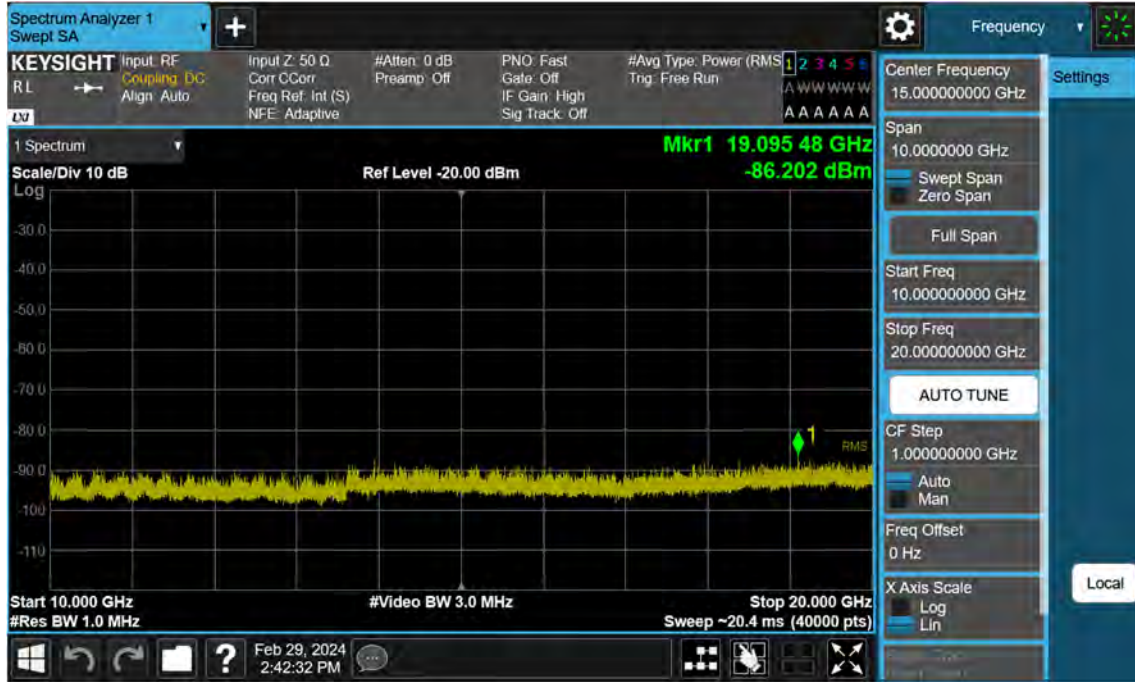 Spectrum Analyzer 1
Swept SA
Frequency
KEYSIGHT
R L
LXI
Input: RF
Coupling: DC
Align: Auto
Input Z: 50 Ω
Corr CCorr
Freq Ref: Int (S)
NFE: Adaptive
#Atten: 0 dB
Preamp: Off
PNO: Fast
Gate: Off
IF Gain: High
Sig Track: Off
#Avg Type: Power (RMS
Trig: Free Run
1 2 3 4 5 6
A W W W W W
A A A A A A
1 Spectrum
Scale/Div 10 dB
Ref Level -20.00 dBm
Mkr1 19.095 48 GHz
-86.202 dBm
Log
-30.0
-40.0
-50.0
-60.0
-70.0
-80.0
-90.0
-100
-110
1
RMS
Start 10.000 GHz
#Video BW 3.0 MHz
Stop 20.000 GHz
#Res BW 1.0 MHz
Sweep ~20.4 ms (40000 pts)
?
Feb 29, 2024
2:42:32 PM
Center Frequency
15.000000000 GHz
Span
10.0000000 GHz
Swept Span
Zero Span
Full Span
Start Freq
10.000000000 GHz
Stop Freq
20.000000000 GHz
AUTO TUNE
CF Step
1.000000000 GHz
Auto
Man
Freq Offset
0 Hz
X Axis Scale
Log
Lin
Settings
Local